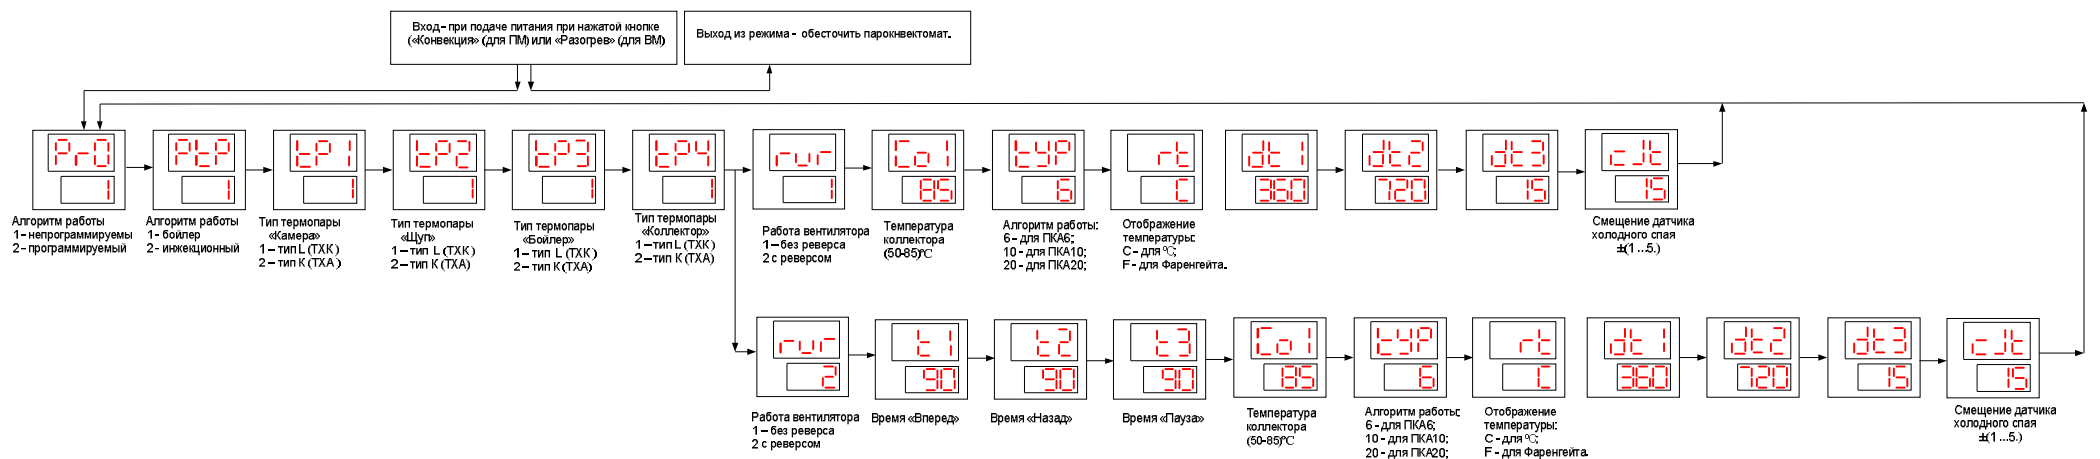 Вход- при подаче питания при нажатой кнопке
(«Конвекция» (для ПМ) или «Разогрев» (для ВМ)
Выход из режима - обесточить парокнвектомат.
Pr0
1
Алгоритм работы
1- непрограммируемы
2- программируемый
PtP
1
Алгоритм работы
1- бойлер
2- инжекционный
tP1
1
Тип термопары
«Камера»
1 – тип L (ТХК)
2 – тип K (ТХА)
tP2
1
Тип термопары
«Щуп»
1 – тип L (ТХК)
2 – тип K (ТХА)
tP3
1
Тип термопары
«Бойлер»
1 – тип L (ТХК)
2 – тип K (ТХА)
tP4
1
Тип термопары
«Коллектор»
1 – тип L (ТХК)
2 – тип K (ТХА)
rur
1
Работа вентилятора
1 – без реверса
2 с реверсом
Co1
85
Температура
коллектора
(50-85)°C
tYP
6
Алгоритм работы:
6 - для ПКА6;
10 - для ПКА10;
20 - для ПКА20;
rt
C
Отображение
температуры:
C - для °C;
F - для Фаренгейта.
dt1
360
dt2
720
dt3
15
cJt
15
Смещение датчика
холодного спая
±(1 ...5.)
rur
2
Работа вентилятора
1 – без реверса
2 с реверсом
t1
90
Время «Вперед»
t2
90
Время «Назад»
t3
90
Время «Пауза»
Co1
85
Температура
коллектора
(50-85)°C
tYP
6
Алгоритм работы:
6 - для ПКА6;
10 - для ПКА10;
20 - для ПКА20;
rt
C
Отображение
температуры:
C - для °C;
F - для Фаренгейта.
dt1
360
dt2
720
dt3
15
cJt
15
Смещение датчика
холодного спая
±(1 ...5.)